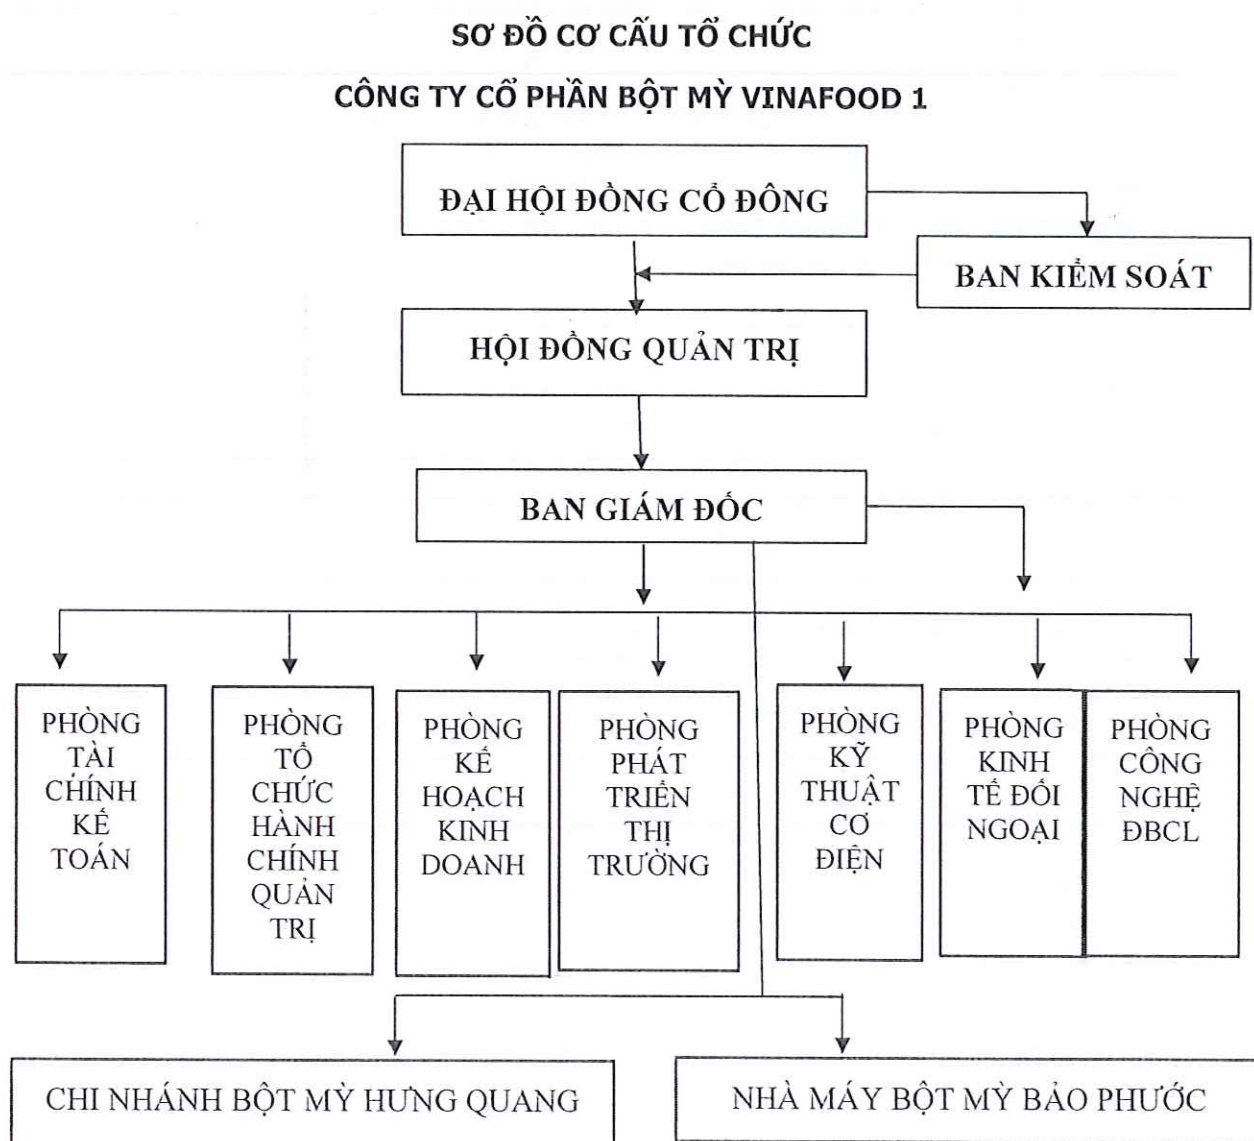 SƠ ĐỒ CƠ CẤU TỔ CHỨC
CÔNG TY CỔ PHẦN BỘT MỲ VINAFOOD 1
ĐẠI HỘI ĐỒNG CỔ ĐÔNG
BAN KIỂM SOÁT
HỘI ĐỒNG QUẢN TRỊ
BAN GIÁM ĐỐC
PHÒNG
TÀI
CHÍNH
KẾ
TOÁN
PHÒNG
TỔ
CHỨC
HÀNH
CHÍNH
QUẢN
TRỊ
PHÒNG
KẾ
HOẠCH
KINH
DOANH
PHÒNG
PHÁT
TRIỂN
THỊ
TRƯỜNG
PHÒNG
KỸ
THUẬT
CƠ
ĐIỆN
PHÒNG
KINH
TẾ ĐỐI
NGOẠI
PHÒNG
CÔNG
NGHỆ
ĐBCL
CHI NHÁNH BỘT MỲ HƯNG QUANG
NHÀ MÁY BỘT MỲ BẢO PHƯỚC